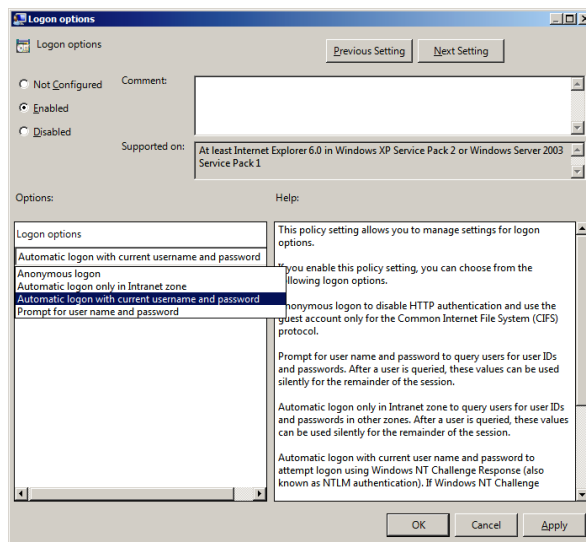 Logon options
Logon options
Previous Setting
Next Setting
Not Configured
Comment:
Enabled
Disabled
Supported on:
At least Internet Explorer 6.0 in Windows XP Service Pack 2 or Windows Server 2003
Service Pack 1
Options:
Help:
Logon options
Automatic logon with current username and password
Anonymous logon
Automatic logon only in Intranet zone
Automatic logon with current username and password
Prompt for user name and password
This policy setting allows you to manage settings for logon
options.
you enable this policy setting, you can choose from the
following logon options.
nonymous logon to disable HTTP authentication and use the
guest account only for the Common Internet File System (CIFS)
protocol.
Prompt for user name and password to query users for user IDs
and passwords. After a user is queried, these values can be used
silently for the remainder of the session.
Automatic logon only in Intranet zone to query users for user IDs
and passwords in other zones. After a user is queried, these values
can be used silently for the remainder of the session.
Automatic logon with current user name and password to
attempt logon using Windows NT Challenge Response (also
known as NTLM authentication). If Windows NT Challenge
OK
Cancel
Apply